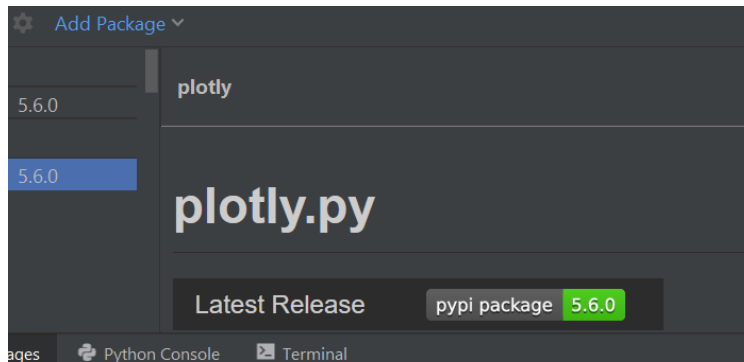 Add Package
plotly
5.6.0
5.6.0
plotly.py
Latest Release pypi package 5.6.0
ages Python Console Terminal